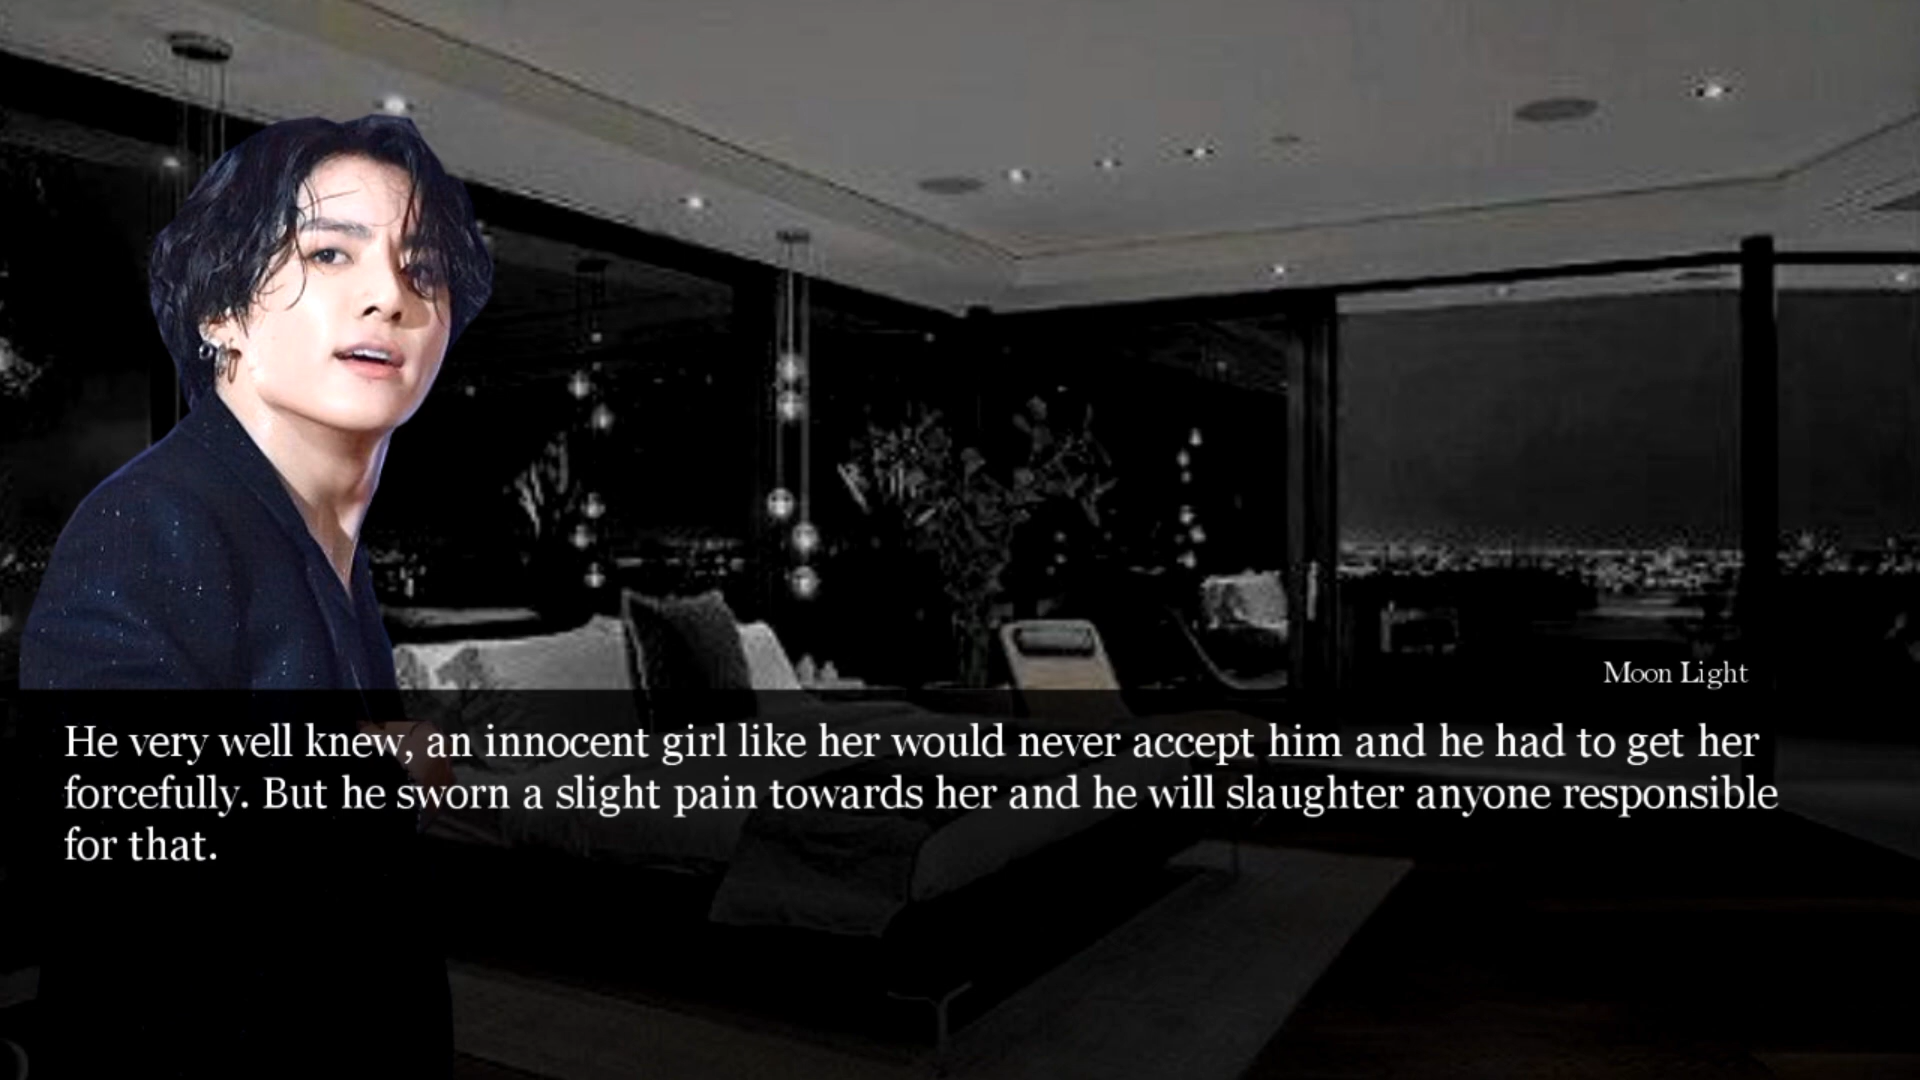 Moon Light
He very well knew, an innocent girl like her would never accept him and he had to get her
forcefully. But he sworn a slight pain towards her and he will slaughter anyone responsible
for that.